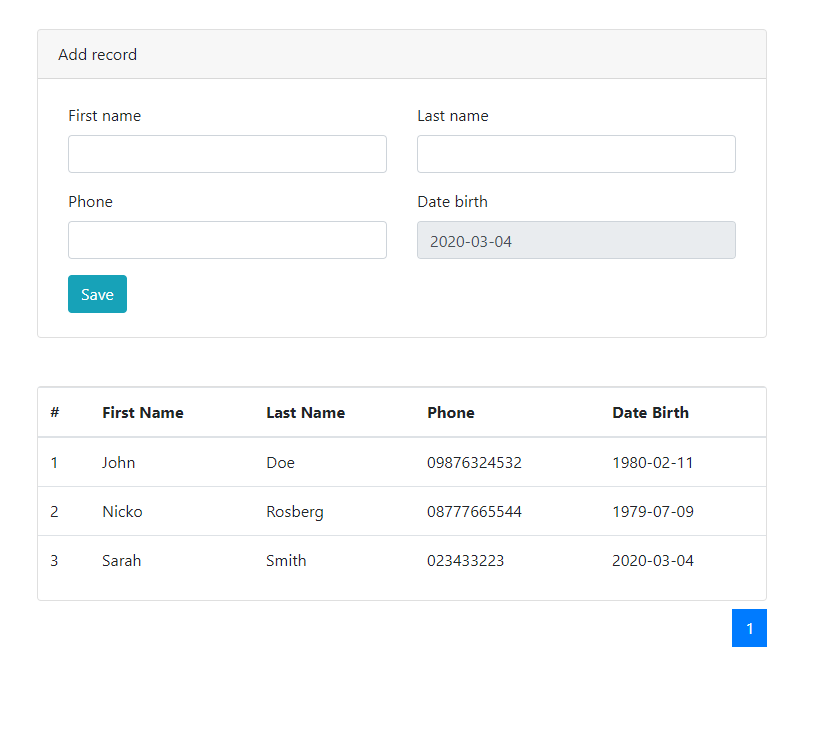 Add record
First name Last name
Phone Date birth
2020-03-04
Save
# First Name Last Name Phone Date Birth
1 John Doe 09876324532 1980-02-11
2 Nicko Rosberg 08777665544 1979-07-09
3 Sarah Smith 023433223 2020-03-04
1